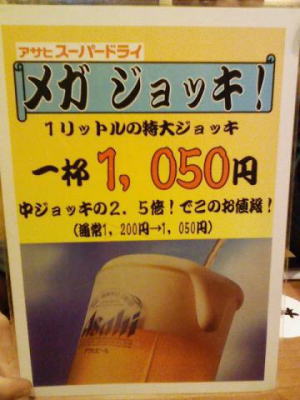 アサヒ スーパードライ
メガ ジョッキ!
1リットルの特大ジョッキ
一杯1,050円
中ジョッキの2.5倍!でこのお値段!
(通常1,200円→1,050円)
Asahi